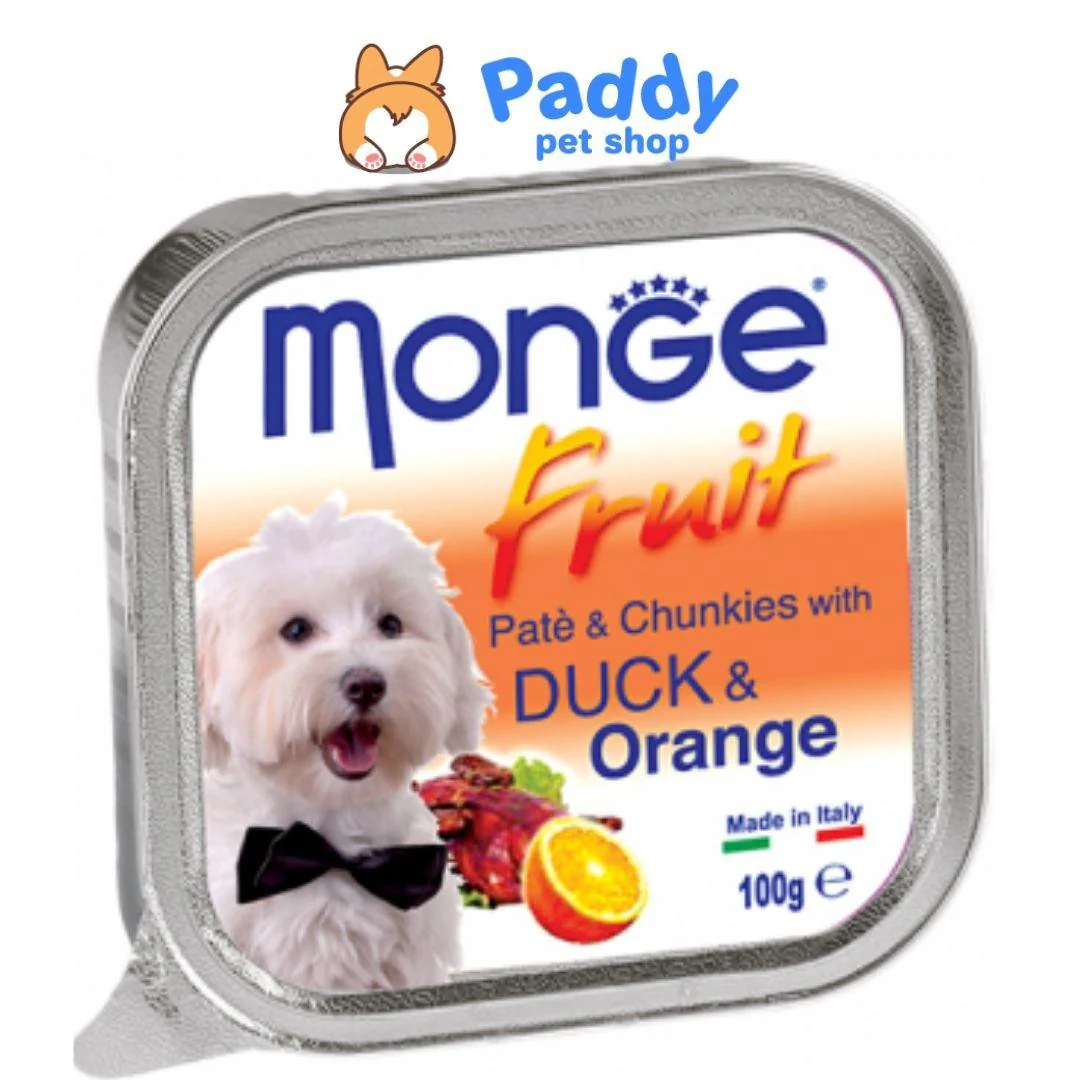 Paddy
pet shop
monGe®
Fruit
Patè & Chunkies with
DUCK &
Orange
Made in Italy
100g ℮